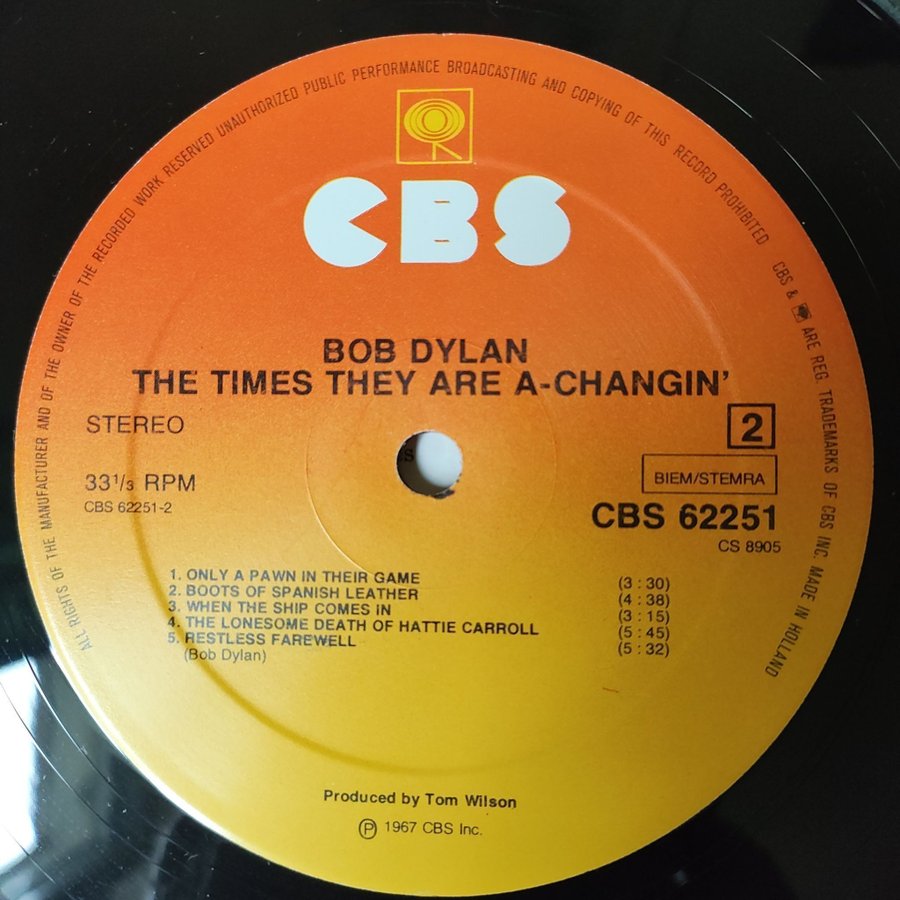 ALL RIGHTS OF THE MANUFACTURER AND OF THE OWNER OF THE RECORDED WORK RESERVED UNAUTHORIZED PUBLIC PERFORMANCE BROADCASTING AND COPYING OF THIS RECORD PROHIBITED
CBS & ARE REG. TRADEMARKS OF CBS INC. MADE IN HOLLAND
CBS
BOB DYLAN
THE TIMES THEY ARE A-CHANGIN'
STEREO
2
33 1/3 RPM
BIEM/STEMRA
CBS 62251-2
CBS 62251
CS 8905
1. ONLY A PAWN IN THEIR GAME (3 : 30)
2. BOOTS OF SPANISH LEATHER (4 : 38)
3. WHEN THE SHIP COMES IN (3 : 15)
4. THE LONESOME DEATH OF HATTIE CARROLL (5 : 45)
5. RESTLESS FAREWELL (5 : 32)
(Bob Dylan)
Produced by Tom Wilson
Ⓟ 1967 CBS Inc.